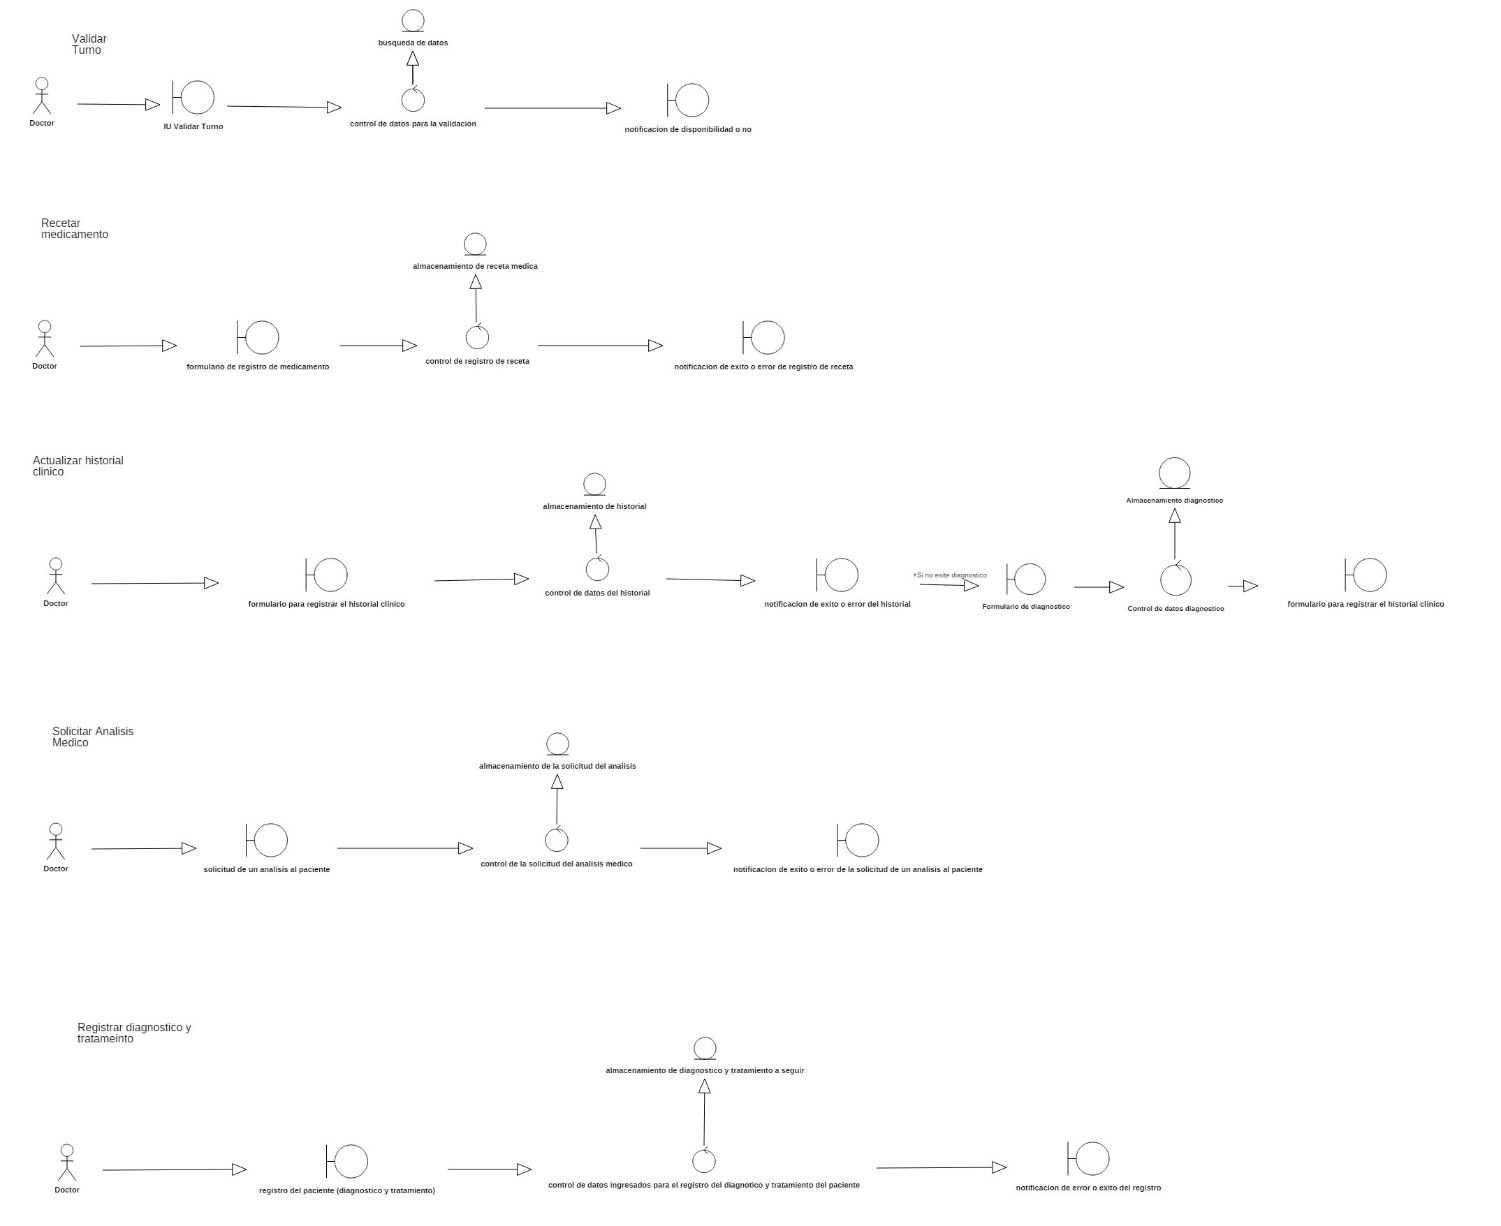 Validar
Turno
busqueda de datos
Doctor
IU Validar Turno
control de datos para la validacion
notificacion de disponibilidad o no
Recetar
medicamento
almacenamiento de receta medica
Doctor
formulario de registro de medicamento
control de registro de receta
notificacion de exito o error de registro de receta
Actualizar historial
clinico
almacenamiento de historial
Almacenamiento diagnostico
*Si no exite diagnostico
Doctor
formulario para registrar el historial clinico
control de datos del historial
notificacion de exito o error del historial
Formulario de diagnostico
Control de datos diagnostico
formulario para registrar el historial clinico
Solicitar Analisis
Medico
almacenamiento de la solicitud del analisis
Doctor
solicitud de un analisis al paciente
control de la solicitud del analisis medico
notificacion de exito o error de la solicitud de un analisis al paciente
Registrar diagnostico y
tratameinto
almacenamiento de diagnostico y tratamiento a seguir
Doctor
registro del paciente (diagnostico y tratamiento)
control de datos ingresados para el registro del diagnotico y tratamiento del paciente
notificacion de error o exito del registro